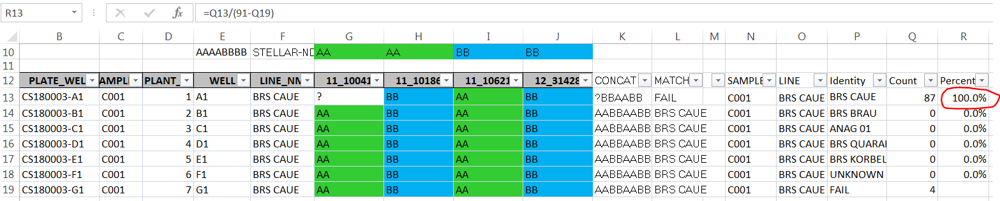 R13 fx =Q13/(91-Q19)
B C D E F G H I J K L M N O P Q R
10 AAAABBBB STELLAR-ND AA AA BB BB
11
12 PLATE_WEL AMPL PLANT_ WELL LINE_NM 11_10041 11_10186 11_10621 12_31428 CONCAT MATCH SAMPLE LINE Identity Count Percent
13 CS180003-A1 C001 1 A1 BRS CAUE ? BB AA BB ?BBAABB FAIL C001 BRS CAUE BRS CAUE 87 100.0%
14 CS180003-B1 C001 2 B1 BRS CAUE AA BB AA BB AABBAABB BRS CAUE C001 BRS CAUE BRS BRAU 0 0.0%
15 CS180003-C1 C001 3 C1 BRS CAUE AA BB AA BB AABBAABB BRS CAUE C001 BRS CAUE ANAG 01 0 0.0%
16 CS180003-D1 C001 4 D1 BRS CAUE AA BB AA BB AABBAABB BRS CAUE C001 BRS CAUE BRS QUARA 0 0.0%
17 CS180003-E1 C001 5 E1 BRS CAUE AA BB AA BB AABBAABB BRS CAUE C001 BRS CAUE BRS KORBEL 0 0.0%
18 CS180003-F1 C001 6 F1 BRS CAUE AA BB AA BB AABBAABB BRS CAUE C001 BRS CAUE UNKNOWN 0 0.0%
19 CS180003-G1 C001 7 G1 BRS CAUE AA BB AA BB AABBAABB BRS CAUE C001 BRS CAUE FAIL 4